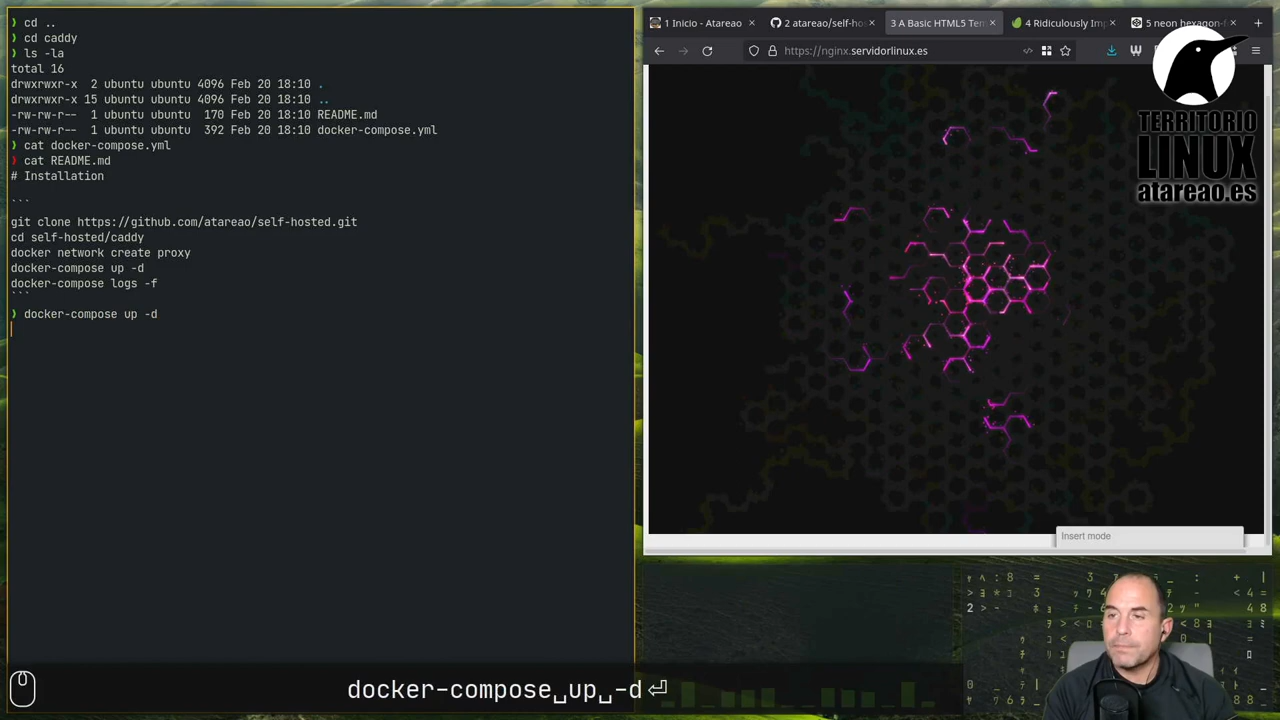 ❯ cd ..
❯ cd caddy
❯ ls -la
total 16
drwxrwxr-x  2 ubuntu ubuntu 4096 Feb 20 18:10 .
drwxrwxr-x 15 ubuntu ubuntu 4096 Feb 20 18:10 ..
-rw-rw-r--  1 ubuntu ubuntu  170 Feb 20 18:10 README.md
-rw-rw-r--  1 ubuntu ubuntu  392 Feb 20 18:10 docker-compose.yml
❯ cat docker-compose.yml
❯ cat README.md
# Installation
```
git clone https://github.com/atareao/self-hosted.git
cd self-hosted/caddy
docker network create proxy
docker-compose up -d
docker-compose logs -f
```
❯ docker-compose up -d
1 Inicio - Atareao
2 atareao/self-ho
3 A Basic HTML5 Tem
4 Ridiculously Im
5 neon hexagon-f
https://nginx.servidorlinux.es
TERRITORIO
LINUX
atareao.es
Insert mode
docker-compose␣up␣-d⏎